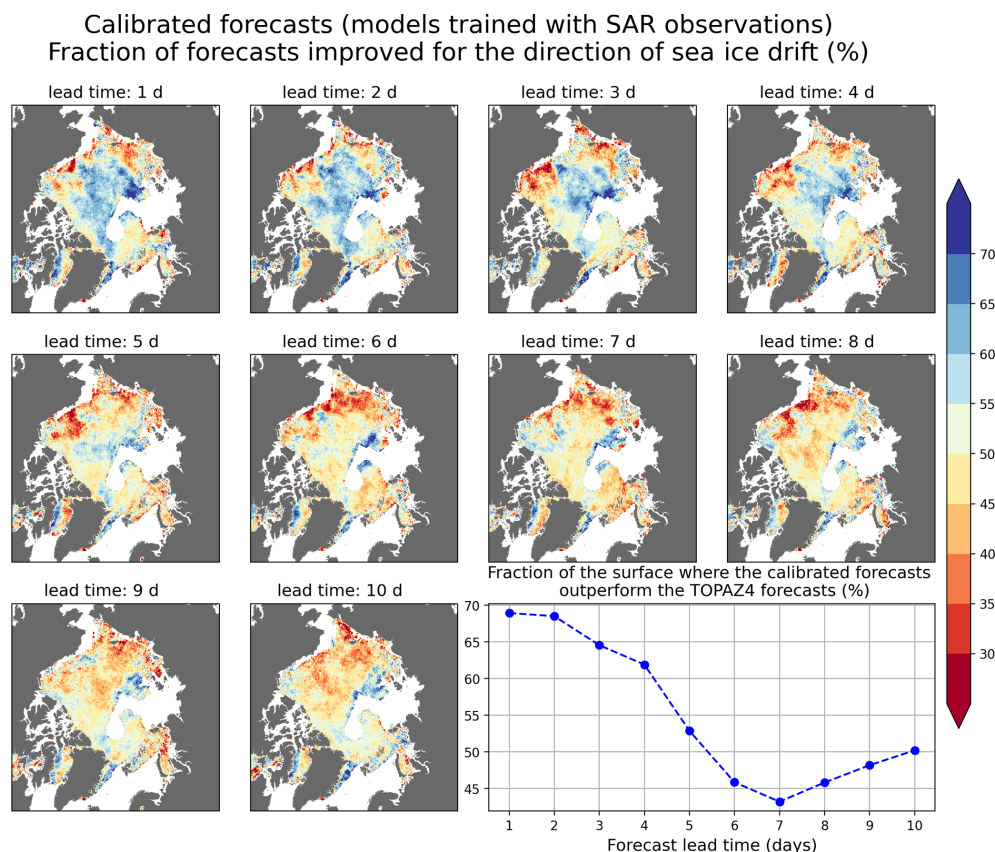 Calibrated forecasts (models trained with SAR observations)
Fraction of forecasts improved for the direction of sea ice drift (%)
lead time: 1 d
lead time: 2 d
lead time: 3 d
lead time: 4 d
lead time: 5 d
lead time: 6 d
lead time: 7 d
lead time: 8 d
lead time: 9 d
lead time: 10 d
70
65
60
55
50
45
40
35
30
Fraction of the surface where the calibrated forecasts
outperform the TOPAZ4 forecasts (%)
70
65
60
55
50
45
1 2 3 4 5 6 7 8 9 10
Forecast lead time (days)